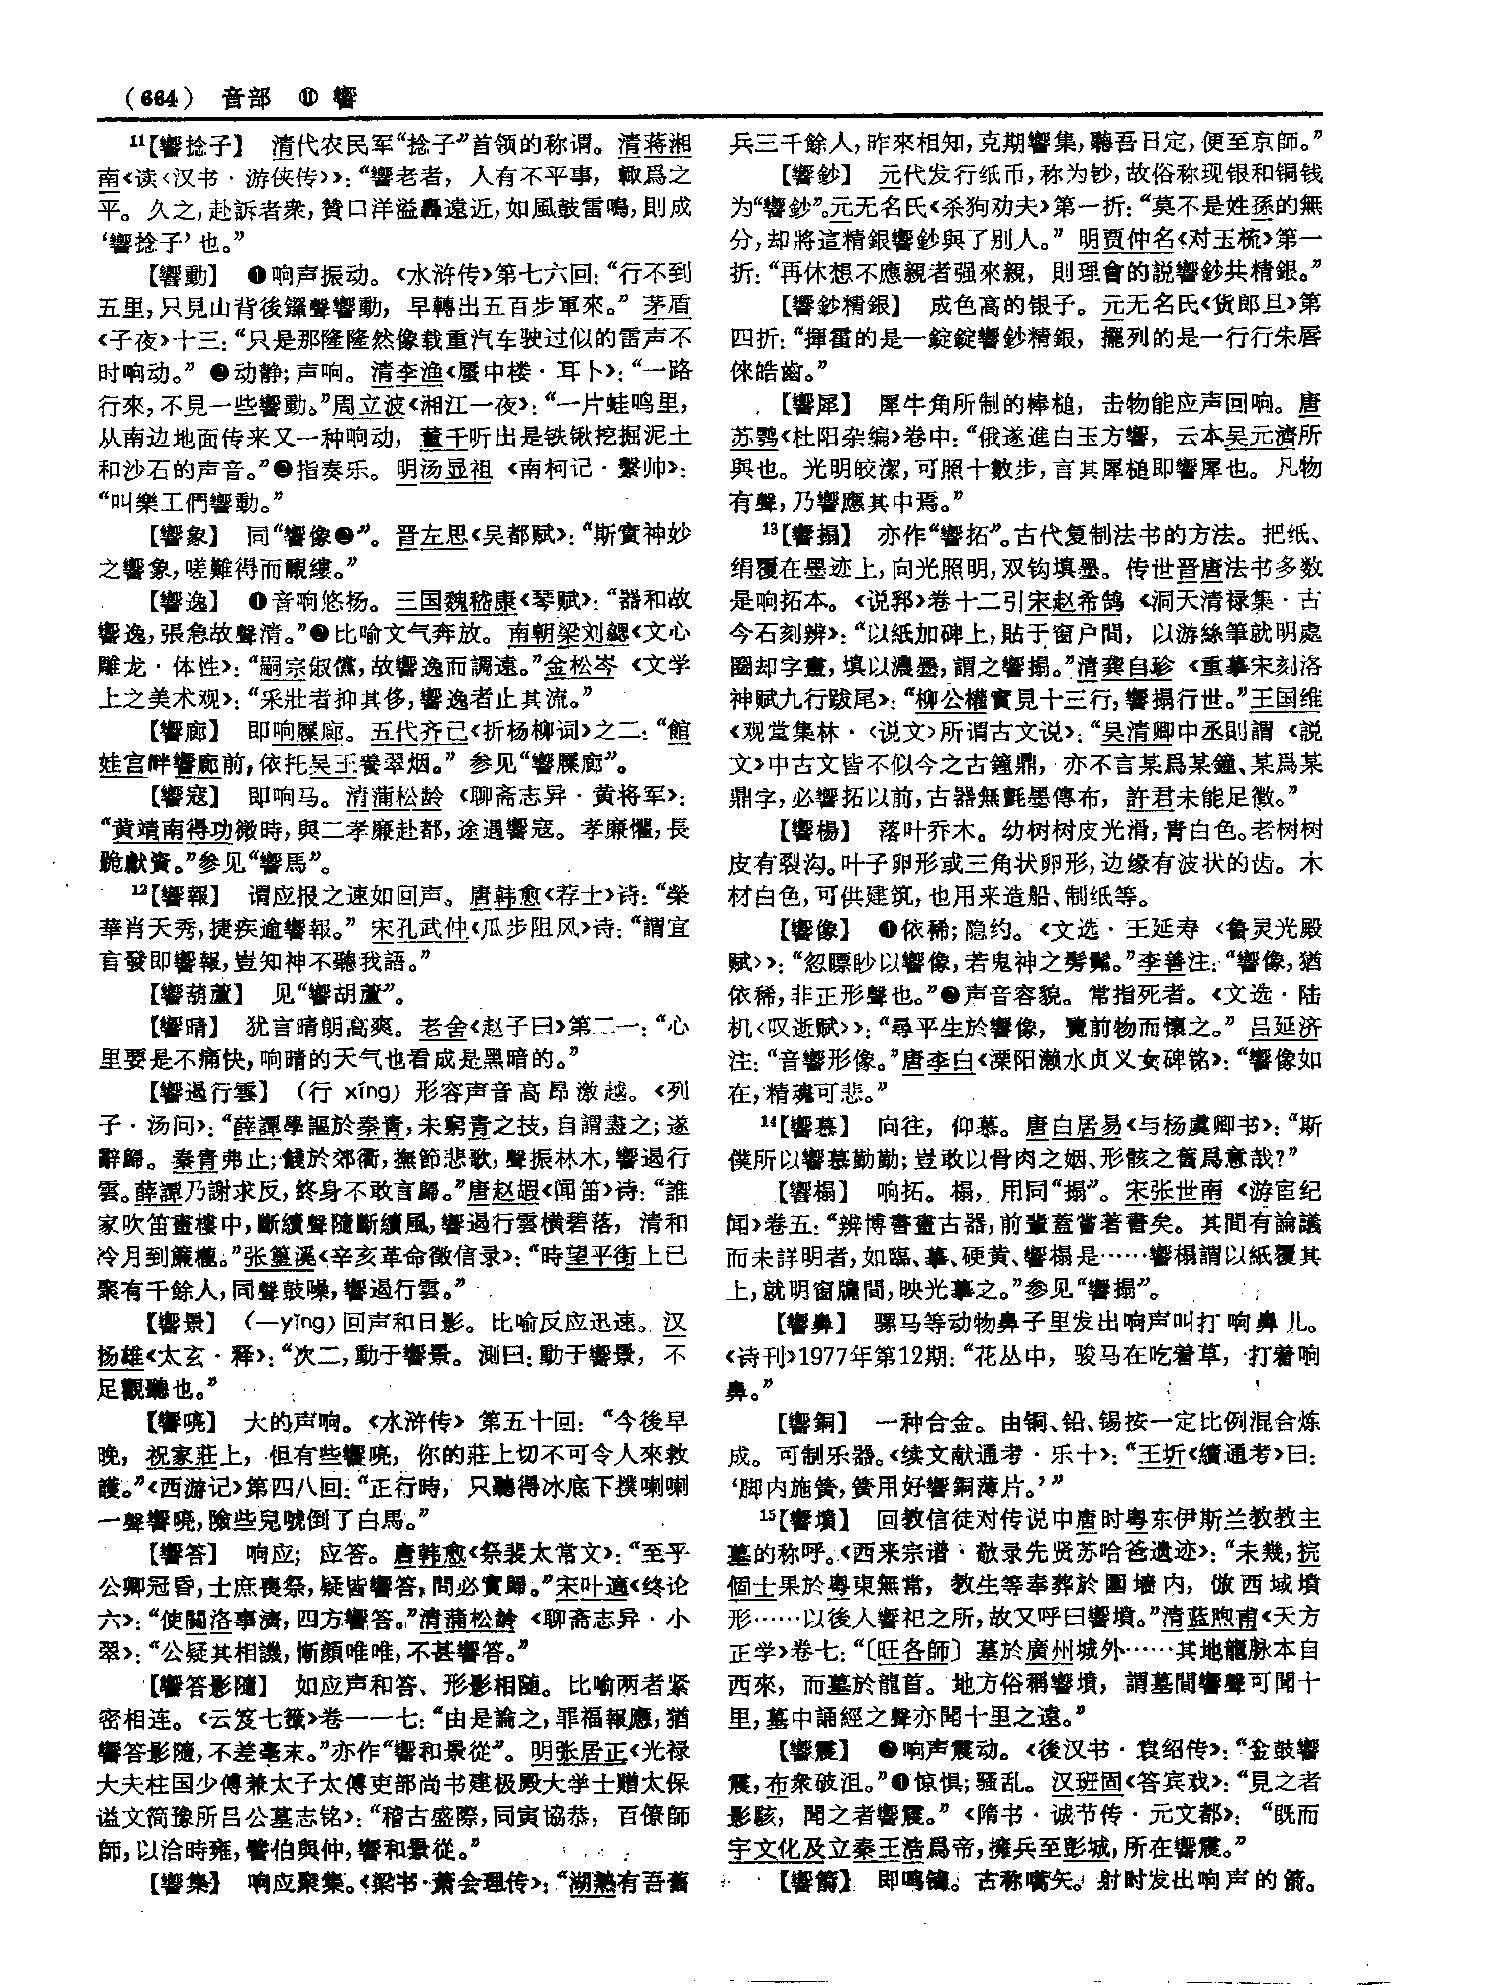 （664） 音部 ⑪ 響
¹¹【響捻子】 清代农民军“捻子”首领的称谓。清蒋湘
南《读〈汉书·游侠传〉》：“響老者，人有不平事，輙爲之
平。久之，赴訴者衆，贊口洋溢轟遠近，如風鼓雷鳴，則成
‘響捻子’也。”
【響動】 ❶响声振动。《水浒传》第七六回：“行不到
五里，只見山背後鑼聲響動，早轉出五百步軍來。” 茅盾
《子夜》十三：“只是那隆隆然像载重汽车驶过似的雷声不
时响动。” ❷动静；声响。清李渔《蜃中楼·耳卜》：“一路
行來，不見一些響動。”周立波《湘江一夜》：“一片蛙鸣里，
从南边地面传来又一种响动，董千听出是铁锹挖掘泥土
和沙石的声音。”❸指奏乐。明汤显祖《南柯记·繫帅》：
“叫樂工們響動。”
【響象】 同“響像❷”。晋左思《吴都赋》：“斯實神妙
之響象，嗟難得而覼縷。”
【響逸】 ❶音响悠扬。三国魏嵇康《琴赋》：“器和故
響逸，張急故聲清。”❷比喻文气奔放。南朝梁刘勰《文心
雕龙·体性》：“嗣宗俶儻，故響逸而調遠。”金松岑《文学
上之美术观》：“采壯者抑其侈，響逸者止其流。”
【響廊】 即响屧廊。五代齐己《折杨柳词》之二：“館
娃宫畔響廊前，依托吴王養翠烟。” 参见“響屧廊”。
【響寇】 即响马。清蒲松龄《聊斋志异·黄将军》：
“黄靖南得功微時，與二孝廉赴都，途遇響寇。孝廉懼，長
跪獻資。”参见“響馬”。
¹²【響報】 谓应报之速如回声。唐韩愈《荐士》诗：“榮
華肖天秀，捷疾逾響報。” 宋孔武仲《瓜步阻风》诗：“謂宜
言發即響報，豈知神不聽我語。”
【響葫蘆】 见“響胡蘆”。
【響晴】 犹言晴朗高爽。老舍《赵子曰》第二一：“心
里要是不痛快，响晴的天气也看成是黑暗的。”
【響遏行雲】 （行 xíng）形容声音高昂激越。《列
子·汤问》：“薛譚學謳於秦青，未窮青之技，自謂盡之；遂
辭歸。秦青弗止；餞於郊衢，撫節悲歌，聲振林木，響遏行
雲。薛譚乃謝求反，終身不敢言歸。”唐赵嘏《闻笛》诗：“誰
家吹笛畫樓中，斷續聲隨斷續風，響遏行雲横碧落，清和
冷月到簾櫳。”张篁溪《辛亥革命徵信录》：“時望平街上已
聚有千餘人，同聲鼓噪，響遏行雲。”
【響景】 （—yǐng）回声和日影。比喻反应迅速。汉
扬雄《太玄·释》：“次二，動于響景。測曰：動于響景，不
足觀聽也。”
【響喨】 大的声响。《水浒传》第五十回：“今後早
晚，祝家莊上，但有些響喨，你的莊上切不可令人來救
護。”《西游记》第四八回：“正行時，只聽得冰底下撲喇喇
一聲響喨，險些兒唬倒了白馬。”
【響答】 响应；应答。唐韩愈《祭裴太常文》：“至乎
公卿冠昏，士庶喪祭，疑皆響答，問必實歸。”宋叶適《终论
六》：“使關洛事濟，四方響答。”清蒲松龄《聊斋志异·小
翠》：“公疑其相譏，慚顔唯唯，不甚響答。”
【響答影隨】 如应声和答、形影相随。比喻两者紧
密相连。《云笈七籤》卷一一七：“由是論之，罪福報應，猶
響答影隨，不差毫末。”亦作“響和景從”。明张居正《光禄
大夫柱国少傅兼太子太傅吏部尚书建极殿大学士赠太保
谥文简豫所吕公墓志铭》：“稽古盛際，同寅協恭，百僚師
師，以洽時雍，譬伯與仲，響和景從。”
【響集】 响应聚集。《梁书·萧会理传》：“湖熟有吾舊
兵三千餘人，昨來相知，克期響集，聽吾日定，便至京師。”
【響鈔】 元代发行纸币，称为钞，故俗称现银和铜钱
为“響鈔”。元无名氏《杀狗劝夫》第一折：“莫不是姓孫的無
分，却將這精銀響鈔與了别人。” 明贾仲名《对玉梳》第一
折：“再休想不應親者强來親，則理會的説響鈔共精銀。”
【響鈔精銀】 成色高的银子。元无名氏《货郎旦》第
四折：“揮霍的是一錠錠響鈔精銀，擺列的是一行行朱唇
倈皓齒。”
【響犀】 犀牛角所制的棒槌，击物能应声回响。唐
苏鹗《杜阳杂编》卷中：“俄遂進白玉方響，云本吴元濟所
與也。光明皎潔，可照十數步，言其犀槌即響犀也。凡物
有聲，乃響應其中焉。”
¹³【響搨】 亦作“響拓”。古代复制法书的方法。把纸、
绢覆在墨迹上，向光照明，双钩填墨。传世晋唐法书多数
是响拓本。《说郛》卷十二引宋赵希鹄《洞天清禄集·古
今石刻辨》：“以紙加碑上，貼于窗户間，以游絲筆就明處
圈却字畫，填以濃墨，謂之響搨。”清龚自珍《重摹宋刻洛
神赋九行跋尾》：“柳公權實見十三行，響搨行世。”王国维
《观堂集林·〈说文〉所谓古文说》：“吴清卿中丞則謂《説
文》中古文皆不似今之古鐘鼎，亦不言某爲某鐘、某爲某
鼎字，必響拓以前，古器無氈墨傳布，許君未能足徵。”
【響楊】 落叶乔木。幼树树皮光滑，青白色。老树树
皮有裂沟。叶子卵形或三角状卵形，边缘有波状的齿。木
材白色，可供建筑，也用来造船、制纸等。
【響像】 ❶依稀；隐约。《文选·王延寿〈鲁灵光殿
赋〉》：“忽瞟眇以響像，若鬼神之髣髴。”李善注：“響像，猶
依稀，非正形聲也。”❷声音容貌。常指死者。《文选·陆
机〈叹逝赋〉》：“尋平生於響像，覽前物而懷之。” 吕延济
注：“音響形像。”唐李白《溧阳濑水贞义女碑铭》：“響像如
在，精魂可悲。”
¹⁴【響慕】 向往，仰慕。唐白居易《与杨虞卿书》：“斯
僕所以響慕勤勤；豈敢以骨肉之姻、形骸之舊爲意哉？”
【響榻】 响拓。榻，用同“搨”。宋张世南《游宦纪
闻》卷五：“辨博書畫古器，前輩蓋嘗著書矣。其間有論議
而未詳明者，如臨、摹、硬黄、響榻是……響榻謂以紙覆其
上，就明窗牖間，映光摹之。”参见“響搨”。
【響鼻】 骡马等动物鼻子里发出响声叫打响鼻儿。
《诗刊》1977年第12期：“花丛中，骏马在吃着草，打着响
鼻。”
【響銅】 一种合金。由铜、铅、锡按一定比例混合炼
成。可制乐器。《续文献通考·乐十》：“王圻《續通考》曰：
‘脚内施簧，簧用好響銅薄片。’”
¹⁵【響墳】 回教信徒对传说中唐时粤东伊斯兰教教主
墓的称呼。《西来宗谱·敬录先贤苏哈爸遗迹》：“未幾，挩
個士果於粤東無常，教生等奉葬於圍墻内，倣西域墳
形……以後人響祀之所，故又呼曰響墳。”清蓝煦甫《天方
正学》卷七：“〔旺各師〕墓於廣州城外……其地龍脉本自
西來，而墓於龍首。地方俗稱響墳，謂墓間響聲可聞十
里，墓中誦經之聲亦聞十里之遠。”
【響震】 ❶响声震动。《後汉书·袁绍传》：“金鼓響
震，布衆破沮。”❷惊惧；骚乱。汉班固《答宾戏》：“見之者
影駭，聞之者響震。”《隋书·诚节传·元文都》：“既而
宇文化及立秦王浩爲帝，擁兵至彭城，所在響震。”
【響箭】 即鸣镝。古称嚆矢。射时发出响声的箭。